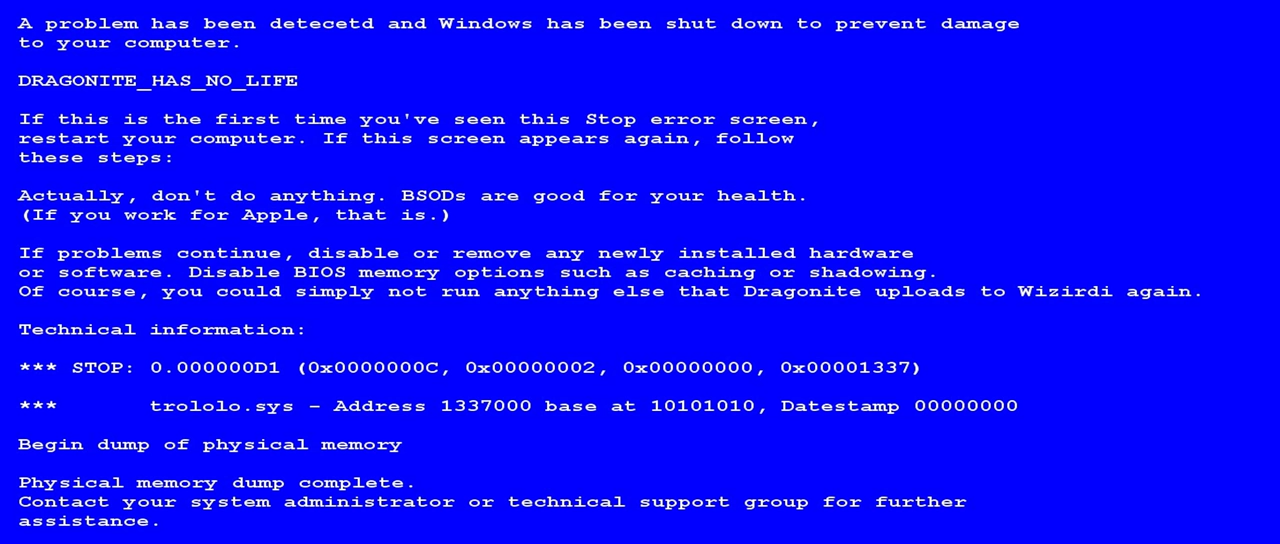 A problem has been detecetd and Windows has been shut down to prevent damage
to your computer.
DRAGONITE_HAS_NO_LIFE
If this is the first time you've seen this Stop error screen,
restart your computer. If this screen appears again, follow
these steps:
Actually, don't do anything. BSODs are good for your health.
(If you work for Apple, that is.)
If problems continue, disable or remove any newly installed hardware
or software. Disable BIOS memory options such as caching or shadowing.
Of course, you could simply not run anything else that Dragonite uploads to Wizirdi again.
Technical information:
*** STOP: 0.000000D1 (0x0000000C, 0x00000002, 0x00000000, 0x00001337)
*** trololo.sys – Address 1337000 base at 10101010, Datestamp 00000000
Begin dump of physical memory
Physical memory dump complete.
Contact your system administrator or technical support group for further
assistance.